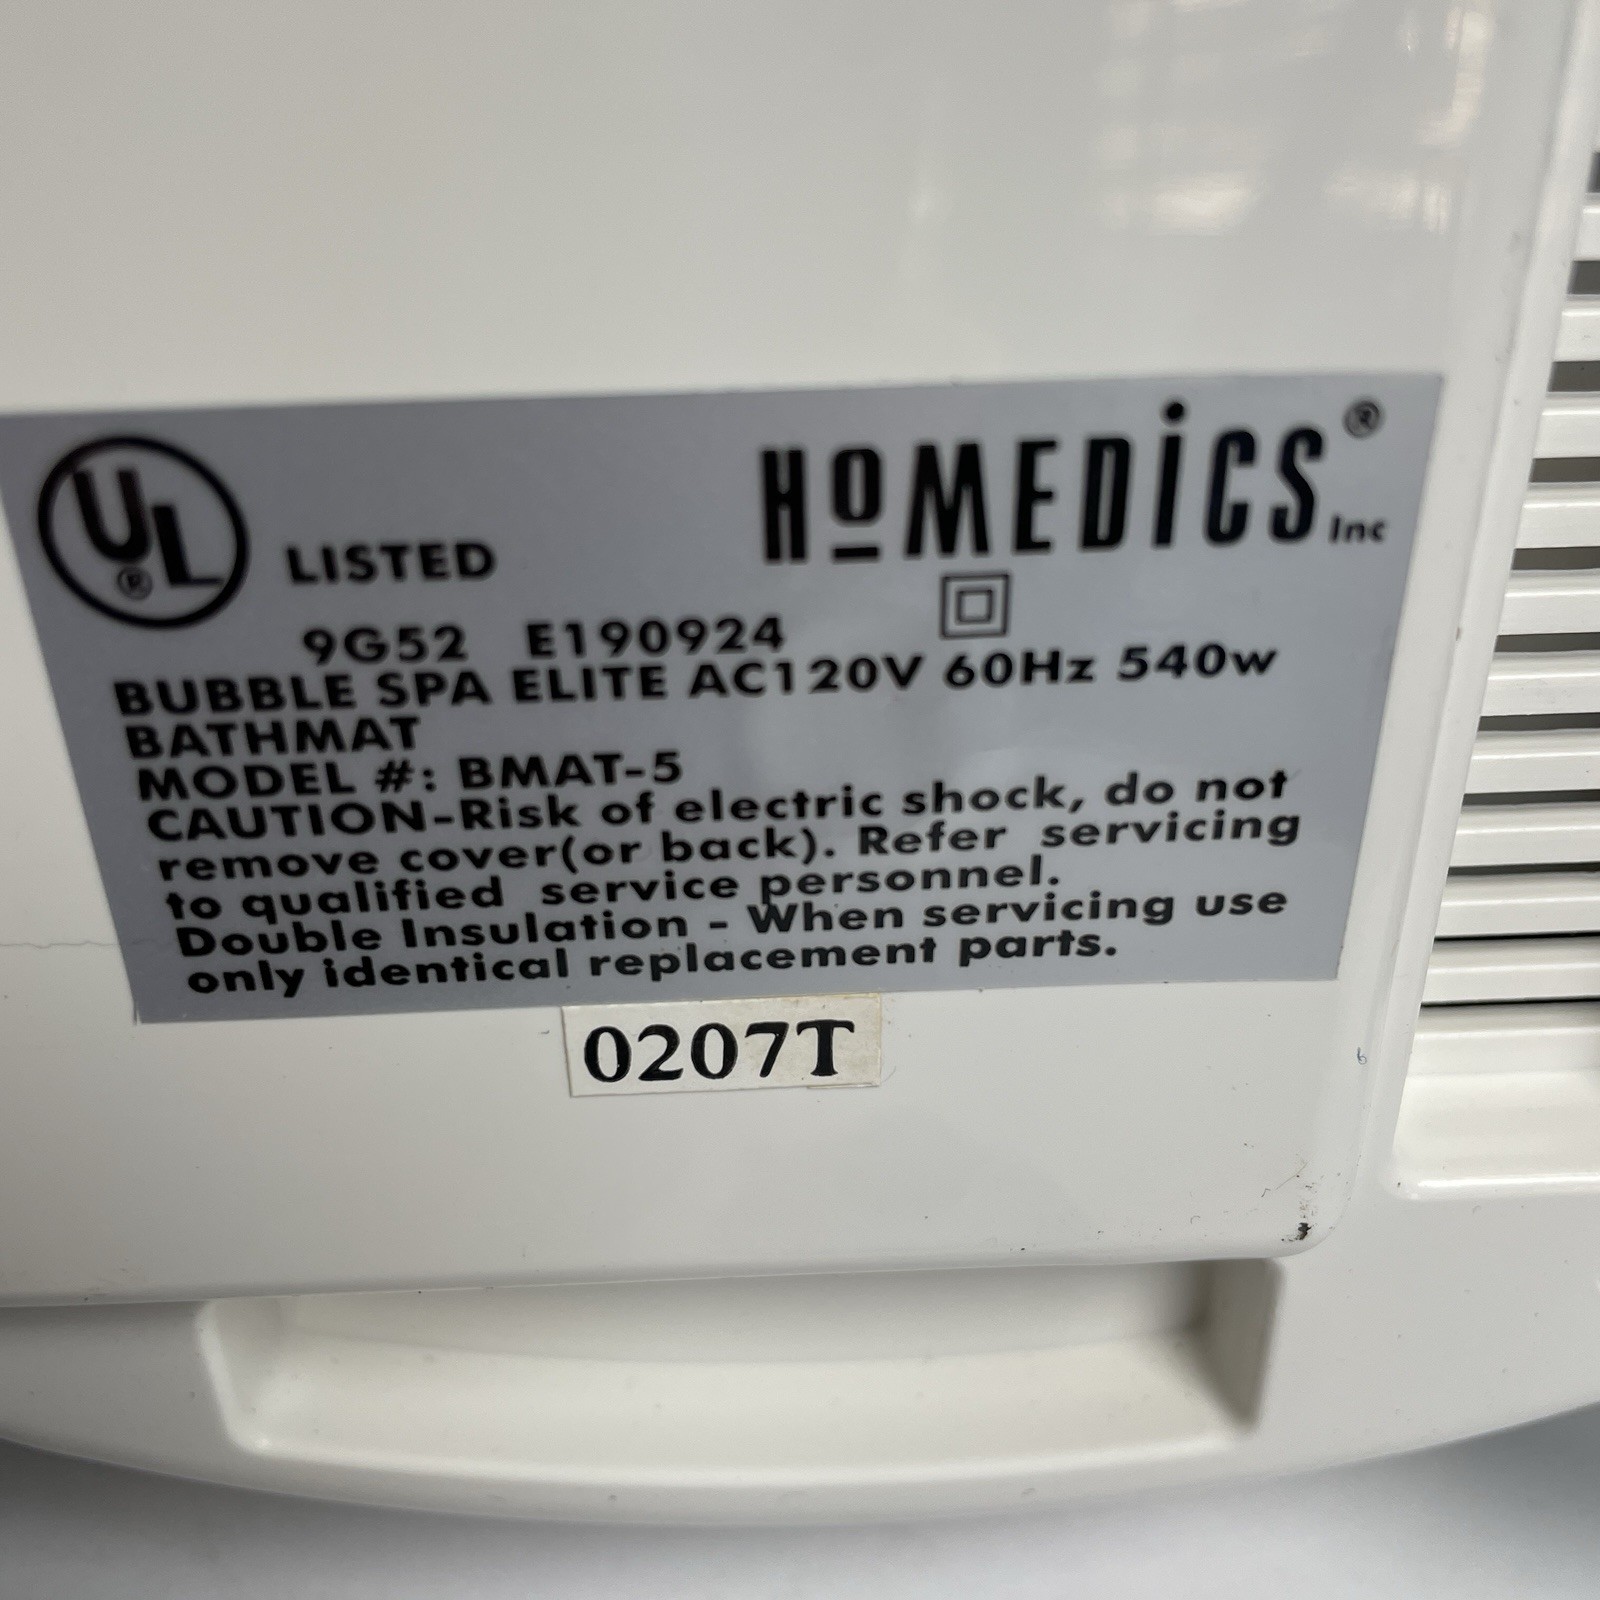 UL ® LISTED
HoMEDiCS® Inc
9G52 E190924
BUBBLE SPA ELITE AC120V 60Hz 540w
BATHMAT
MODEL #: BMAT-5
CAUTION-Risk of electric shock, do not
remove cover(or back). Refer servicing
to qualified service personnel.
Double Insulation - When servicing use
only identical replacement parts.
0207T